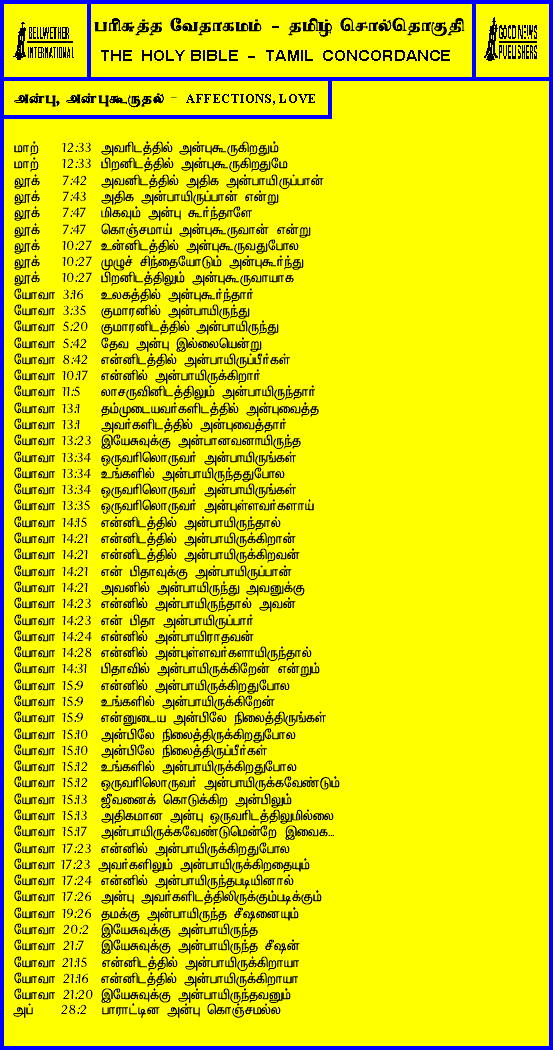 BELLWETHER
INTERNATIONAL
பரிசுத்த வேதாகமம் - தமிழ் சொல்தொகுதி
THE HOLY BIBLE - TAMIL CONCORDANCE
GOOD NEWS
PUBLISHERS
அன்பு, அன்புகூருதல் - AFFECTIONS, LOVE
மாற் 12:33 அவரிடத்தில் அன்புகூருகிறதும்
மாற் 12:33 பிறனிடத்தில் அன்புகூருகிறதுமே
லூக் 7:42 அவனிடத்தில் அதிக அன்பாயிருப்பான்
லூக் 7:43 அதிக அன்பாயிருப்பான் என்று
லூக் 7:47 மிகவும் அன்பு கூர்ந்தாளே
லூக் 7:47 கொஞ்சமாய் அன்புகூருவான் என்று
லூக் 10:27 உன்னிடத்தில் அன்புகூருவதுபோல
லூக் 10:27 முழுச் சிந்தையோடும் அன்புகூர்ந்து
லூக் 10:27 பிறனிடத்திலும் அன்புகூருவாயாக
யோவா 3:16 உலகத்தில் அன்புகூர்ந்தார்
யோவா 3:35 குமாரனில் அன்பாயிருந்து
யோவா 5:20 குமாரனிடத்தில் அன்பாயிருந்து
யோவா 5:42 தேவ அன்பு இல்லையென்று
யோவா 8:42 என்னிடத்தில் அன்பாயிருப்பீர்கள்
யோவா 10:17 என்னில் அன்பாயிருக்கிறார்
யோவா 11:5 லாசருவினிடத்திலும் அன்பாயிருந்தார்
யோவா 13:1 தம்முடையவர்களிடத்தில் அன்புவைத்த
யோவா 13:1 அவர்களிடத்தில் அன்புவைத்தார்
யோவா 13:23 இயேசுவுக்கு அன்பானவனாயிருந்த
யோவா 13:34 ஒருவரிலொருவர் அன்பாயிருங்கள்
யோவா 13:34 உங்களில் அன்பாயிருந்ததுபோல
யோவா 13:34 ஒருவரிலொருவர் அன்பாயிருங்கள்
யோவா 13:35 ஒருவரிலொருவர் அன்புள்ளவர்களாய்
யோவா 14:15 என்னிடத்தில் அன்பாயிருந்தால்
யோவா 14:21 என்னிடத்தில் அன்பாயிருக்கிறான்
யோவா 14:21 என்னிடத்தில் அன்பாயிருக்கிறவன்
யோவா 14:21 என் பிதாவுக்கு அன்பாயிருப்பான்
யோவா 14:21 அவனில் அன்பாயிருந்து அவனுக்கு
யோவா 14:23 என்னில் அன்பாயிருந்தால் அவன்
யோவா 14:23 என் பிதா அன்பாயிருப்பார்
யோவா 14:24 என்னில் அன்பாயிராதவன்
யோவா 14:28 என்னில் அன்புள்ளவர்களாயிருந்தால்
யோவா 14:31 பிதாவில் அன்பாயிருக்கிறேன் என்றும்
யோவா 15:9 என்னில் அன்பாயிருக்கிறதுபோல
யோவா 15:9 உங்களில் அன்பாயிருக்கிறேன்
யோவா 15:9 என்னுடைய அன்பிலே நிலைத்திருங்கள்
யோவா 15:10 அன்பிலே நிலைத்திருக்கிறதுபோல
யோவா 15:10 அன்பிலே நிலைத்திருப்பீர்கள்
யோவா 15:12 உங்களில் அன்பாயிருக்கிறதுபோல
யோவா 15:12 ஒருவரிலொருவர் அன்பாயிருக்கவேண்டும்
யோவா 15:13 ஜீவனைக் கொடுக்கிற அன்பிலும்
யோவா 15:13 அதிகமான அன்பு ஒருவரிடத்திலுமில்லை
யோவா 15:17 அன்பாயிருக்கவேண்டுமென்றே இவைக...
யோவா 17:23 என்னில் அன்பாயிருக்கிறதுபோல
யோவா 17:23 அவர்களிலும் அன்பாயிருக்கிறதையும்
யோவா 17:24 என்னில் அன்பாயிருந்தபடியினால்
யோவா 17:26 அன்பு அவர்களிடத்திலிருக்கும்படிக்கும்
யோவா 19:26 தமக்கு அன்பாயிருந்த சீஷனையும்
யோவா 20:2 இயேசுவுக்கு அன்பாயிருந்த
யோவா 21:7 இயேசுவுக்கு அன்பாயிருந்த சீஷன்
யோவா 21:15 என்னிடத்தில் அன்பாயிருக்கிறாயா
யோவா 21:16 என்னிடத்தில் அன்பாயிருக்கிறாயா
யோவா 21:20 இயேசுவுக்கு அன்பாயிருந்தவனும்
அப் 28:2 பாராட்டின அன்பு கொஞ்சமல்ல